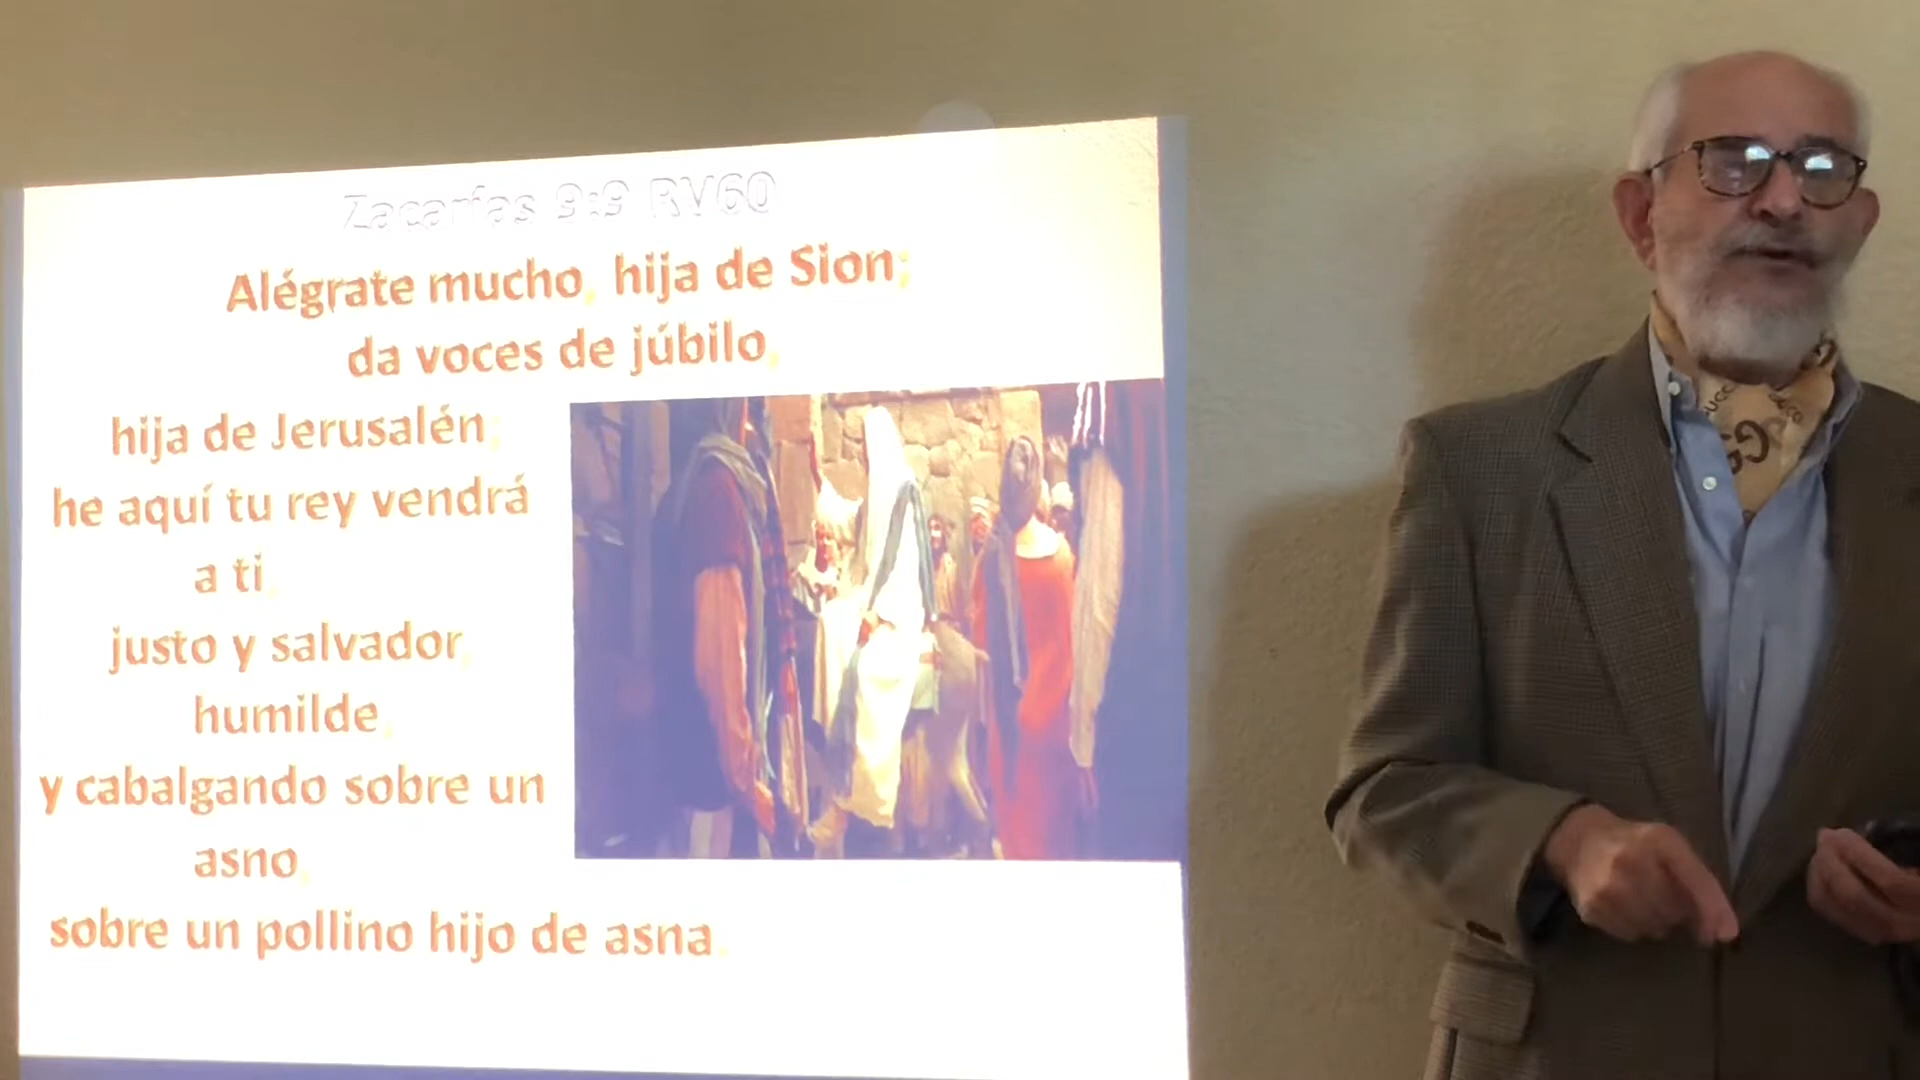 Zacarías 9:9 RV60
Alégrate mucho, hija de Sion;
da voces de júbilo,
hija de Jerusalén;
he aquí tu rey vendrá
a ti,
justo y salvador,
humilde,
y cabalgando sobre un
asno,
sobre un pollino hijo de asna.